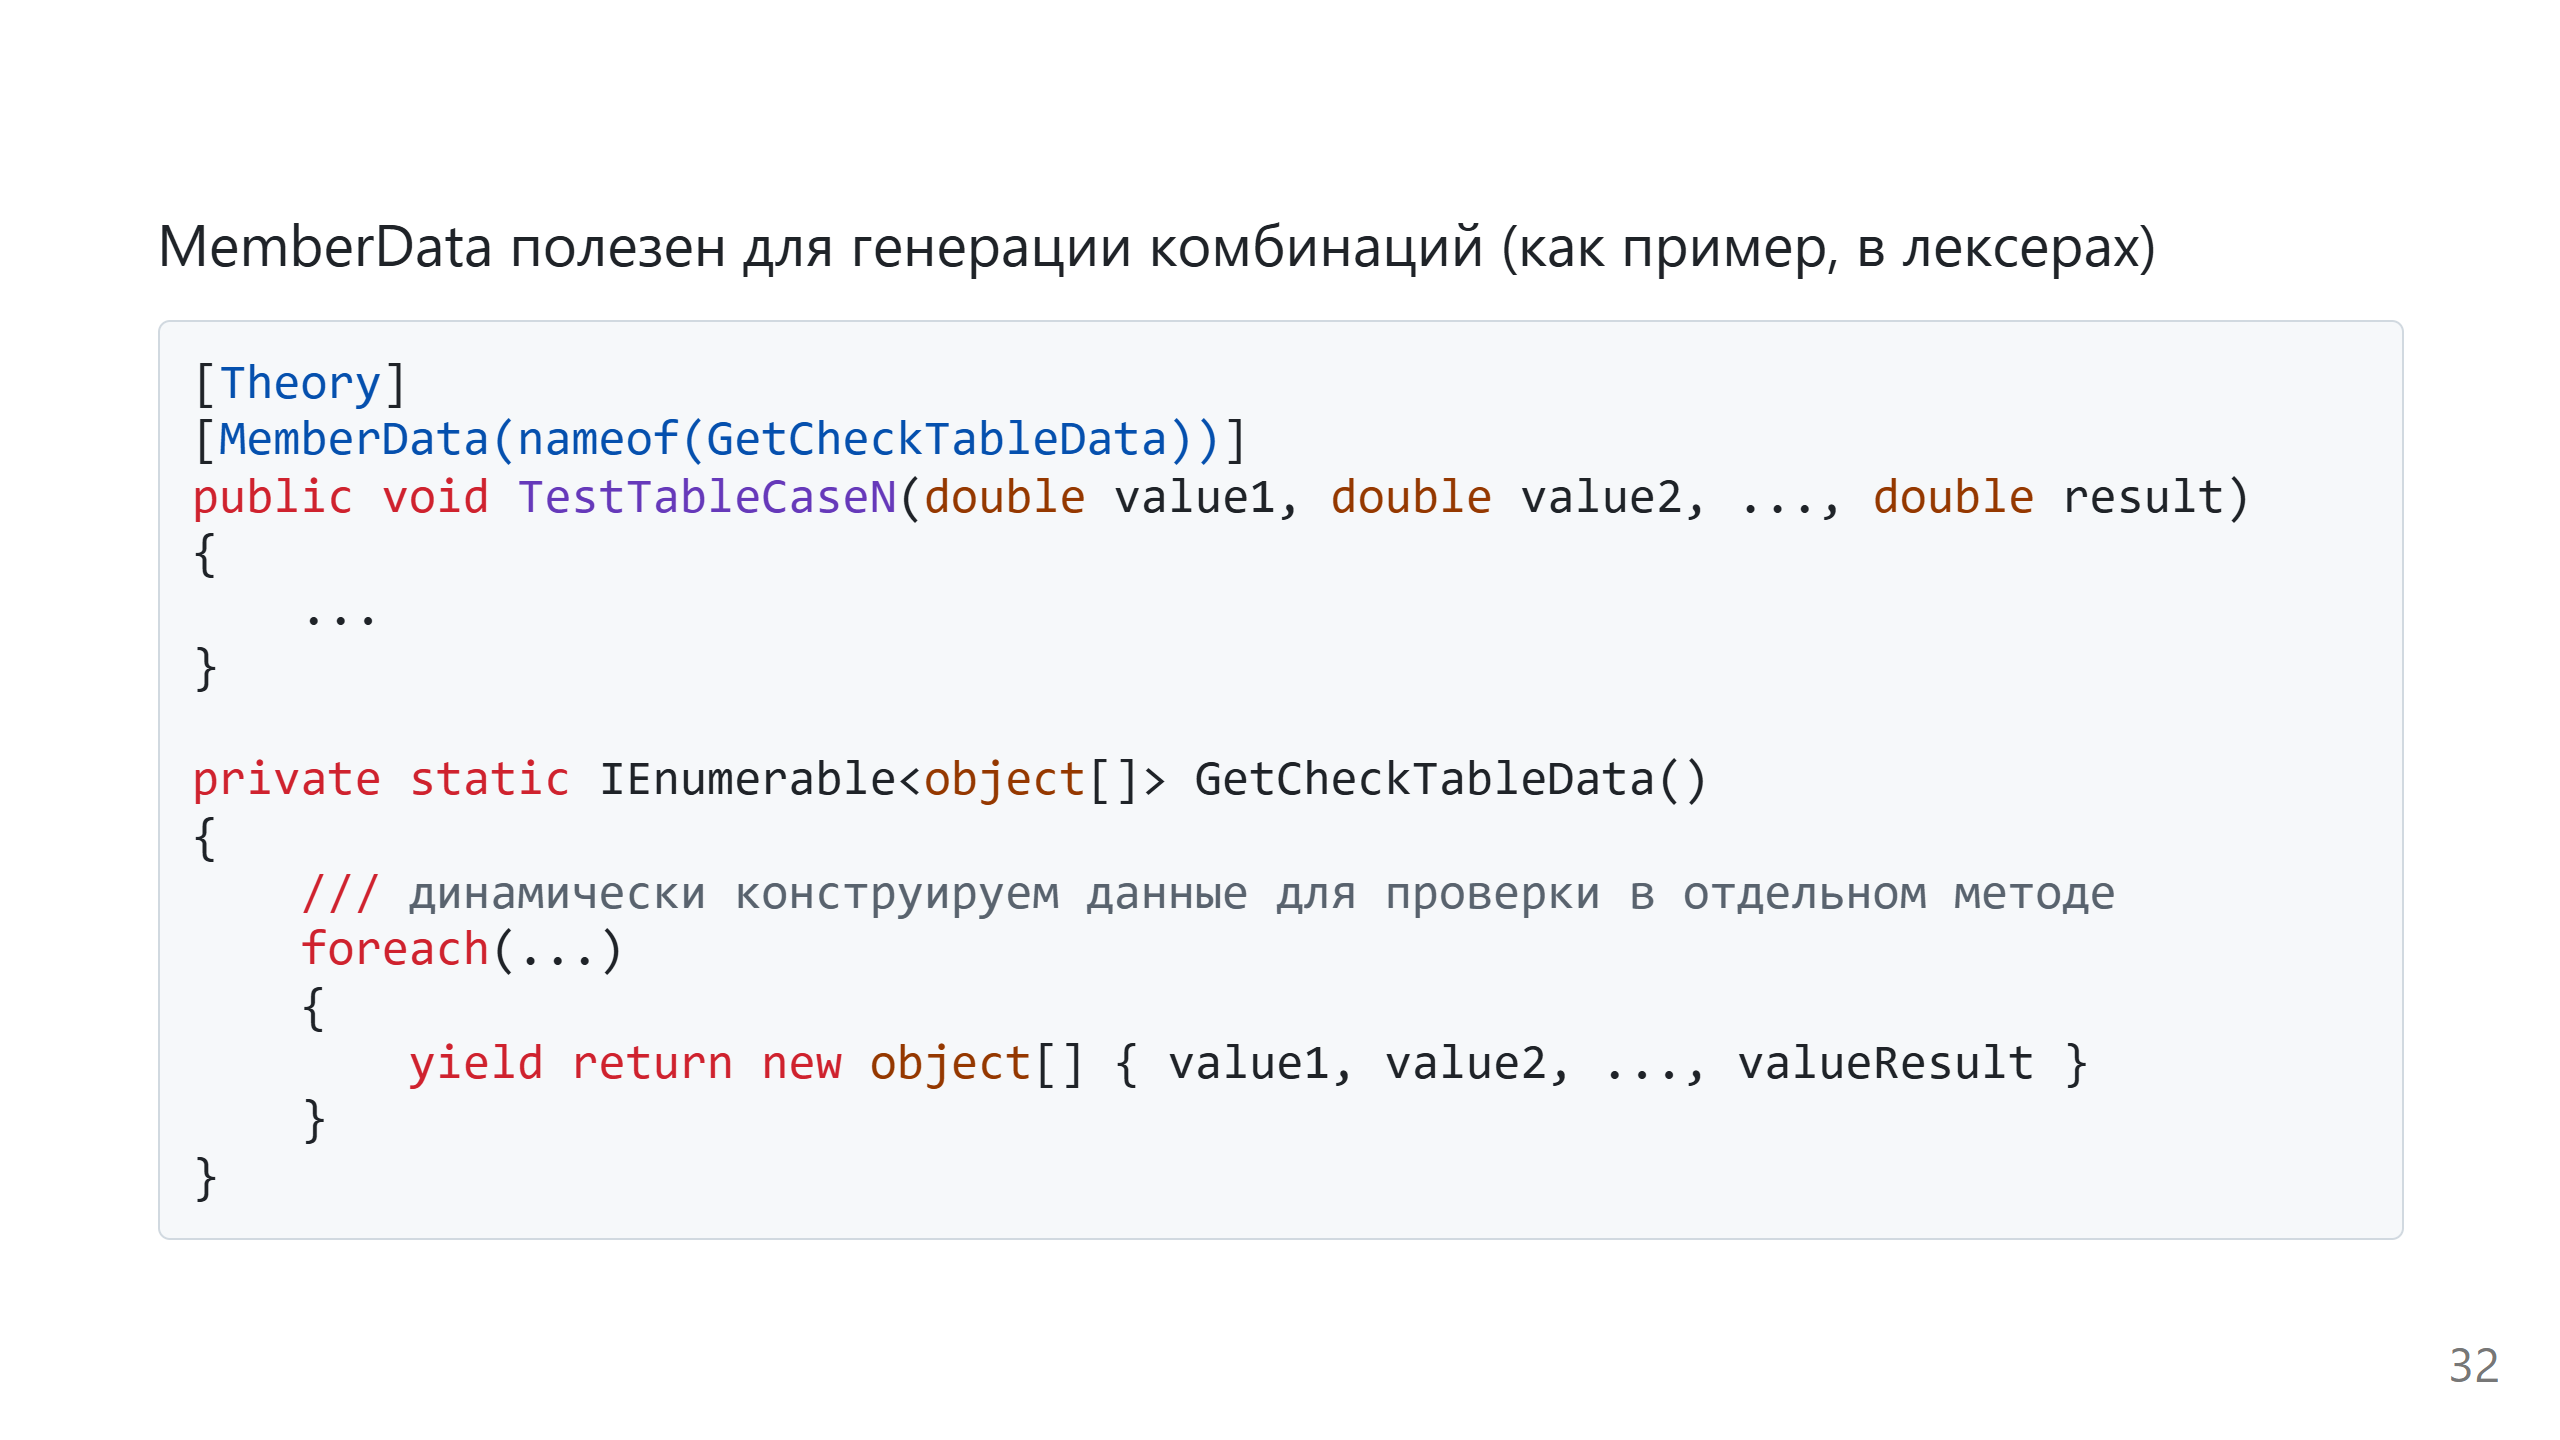 MemberData полезен для генерации комбинаций (как пример, в лексерах)
[Theory]
[MemberData(nameof(GetCheckTableData))]
public void TestTableCaseN(double value1, double value2, ..., double result)
{
    ...
}
private static IEnumerable<object[]> GetCheckTableData()
{
    /// динамически конструируем данные для проверки в отдельном методе
    foreach(...)
    {
        yield return new object[] { value1, value2, ..., valueResult }
    }
}
32